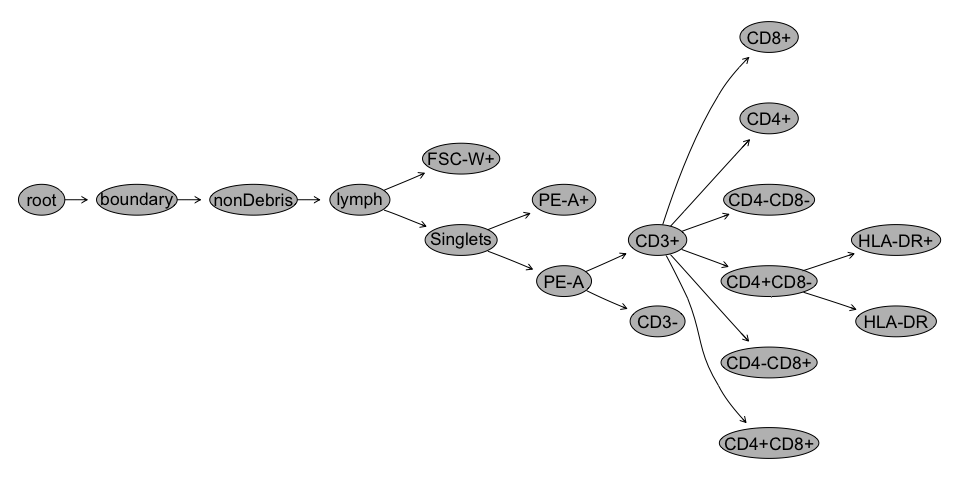 CD8+
CD4+
FSC-W+
root
boundary
nonDebris
lymph
PE-A+
CD4-CD8-
Singlets
CD3+
HLA-DR+
PE-A
CD4+CD8-
CD3-
HLA-DR
CD4-CD8+
CD4+CD8+